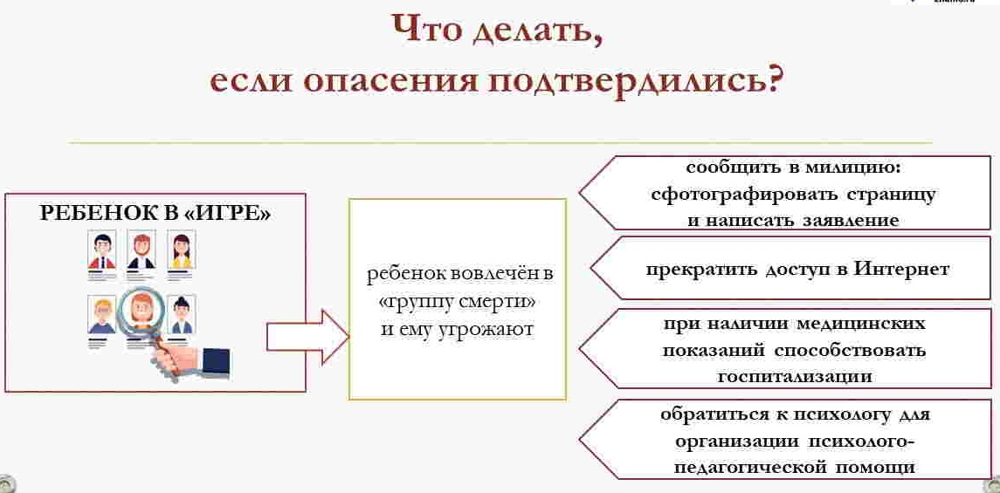 Что делать,
если опасения подтвердились?
РЕБЕНОК В «ИГРЕ»
ребенок вовлечён в
«группу смерти»
и ему угрожают
сообщить в милицию:
сфотографировать страницу
и написать заявление
прекратить доступ в Интернет
при наличии медицинских
показаний способствовать
госпитализации
обратиться к психологу для
организации психолого-
педагогической помощи